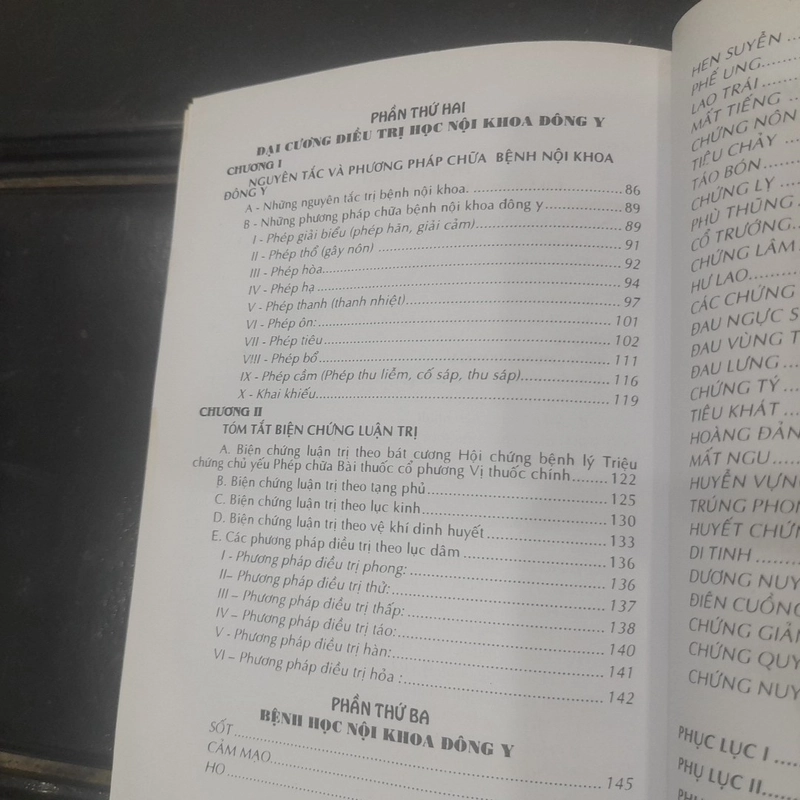 PHẦN THỨ HAI
ĐẠI CƯƠNG ĐIỀU TRỊ HỌC NỘI KHOA ĐÔNG Y
CHƯƠNG I
NGUYÊN TẮC VÀ PHƯƠNG PHÁP CHỮA BỆNH NỘI KHOA
ĐÔNG Y
A - Những nguyên tắc trị bênh nội khoa. 86
B - Những phương pháp chữa bệnh nội khoa đông y 89
I - Phép giải biểu (phép hãn, giải cảm) 89
II - Phép thổ (gây nón) 91
III - Phép hòa 92
IV - Phép hạ 94
V - Phép thanh (thanh nhiệt) 97
VI - Phép ôn: 101
VII - Phép tiêu 102
VIII - Phép bổ 111
IX - Phép cầm (Phép thu liễm, cố sáp, thu sáp) 116
X - Khai khiếu 119
CHƯƠNG II
TÓM TẮT BIỆN CHỨNG LUẬN TRỊ
A. Biện chứng luận trị theo bát cương Hội chứng bệnh lý Triệu
chứng chủ yếu Phép chữa Bài thuốc cổ phương Vị thuốc chính 122
B. Biện chứng luận trị theo tạng phủ 125
C. Biện chứng luận trị theo lục kinh 130
D. Biện chứng luận trị theo vệ khí dinh huyết 133
E. Các phương pháp điều trị theo lục dâm 136
I - Phương pháp điều trị phong: 136
II– Phương pháp điều trị thử: 137
III – Phương pháp điều trị thấp: 138
IV – Phương pháp điều trị táo: 140
V - Phương pháp điều trị hàn: 141
VI – Phương pháp điều trị hỏa : 142
PHẦN THỨ BA
BỆNH HỌC NỘI KHOA ĐÔNG Y
SỐT
CẢM MẠO 145
HO
HEN SUYỄN
PHẾ UNG
LAO TRÁI
MẤT TIẾNG
CHỨNG NÔN
TIÊU CHẢY
TÁO BÓN
CHỨNG LY
PHÙ THŨNG
CỔ TRƯỚNG
CHỨNG LÂM
HƯ LAO
CÁC CHỨNG
ĐAU NGỰC S
ĐAU VÙNG T
ĐAU LƯNG
CHỨNG TÝ
TIÊU KHÁT
HOÀNG ĐẢN
MẤT NGU
HUYỄN VỰNG
TRÚNG PHON
HUYẾT CHỨN
DI TINH
DƯƠNG NUY
ĐIÊN CUỒNG
CHỨNG GIẢN
CHỨNG QUY
CHỨNG NUY
PHỤC LỤC I
PHỤ LỤC II